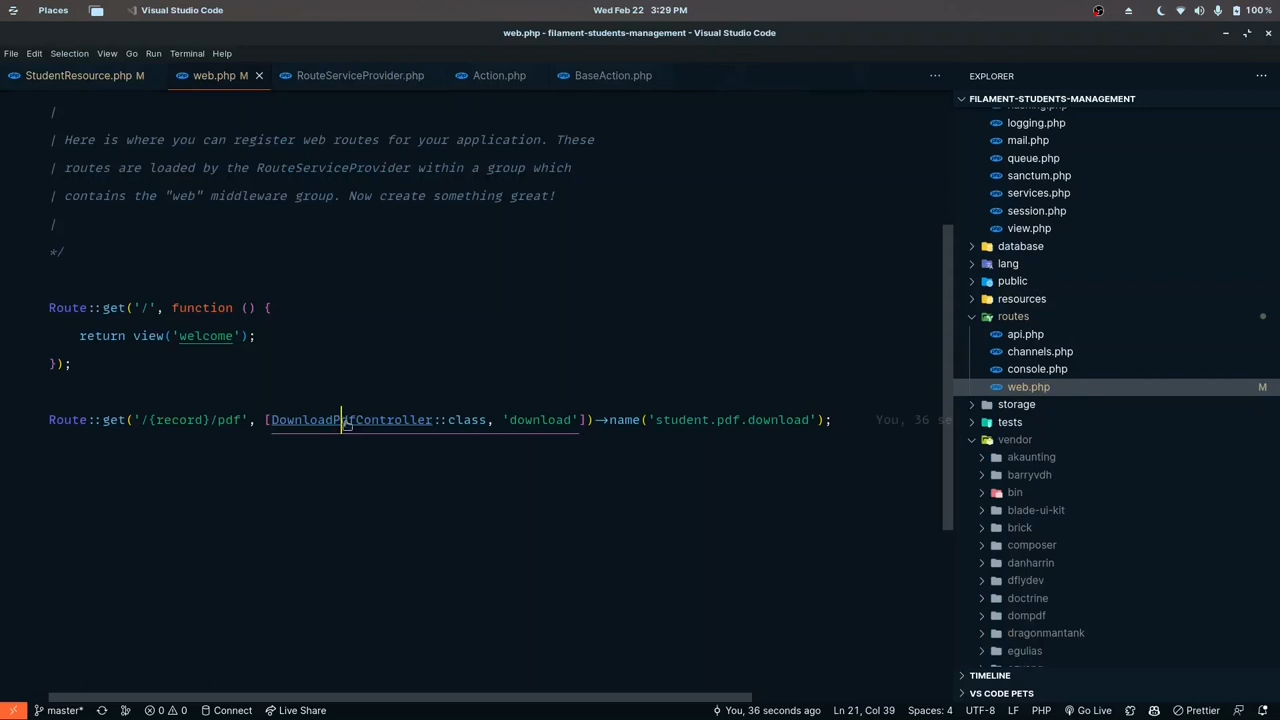 Places
Visual Studio Code
Wed Feb 22 3:29 PM
100 %
web.php - filament-students-management - Visual Studio Code
File Edit Selection View Go Run Terminal Help
StudentResource.php M
web.php M
RouteServiceProvider.php
Action.php
BaseAction.php
|
| Here is where you can register web routes for your application. These
| routes are loaded by the RouteServiceProvider within a group which
| contains the "web" middleware group. Now create something great!
|
*/
Route::get('/', function () {
return view('welcome');
});
Route::get('/{record}/pdf', [DownloadPdfController::class, 'download'])->name('student.pdf.download'); You, 36 se
EXPLORER
FILAMENT-STUDENTS-MANAGEMENT
logging.php
mail.php
queue.php
sanctum.php
services.php
session.php
view.php
database
lang
public
resources
routes
api.php
channels.php
console.php
web.php M
storage
tests
vendor
akaunting
barryvdh
bin
blade-ui-kit
brick
composer
danharrin
dflydev
doctrine
dompdf
dragonmantank
egulias
TIMELINE
VS CODE PETS
master*
0 0
Connect
Live Share
You, 36 seconds ago
Ln 21, Col 39
Spaces: 4
UTF-8
LF
PHP
Go Live
Prettier